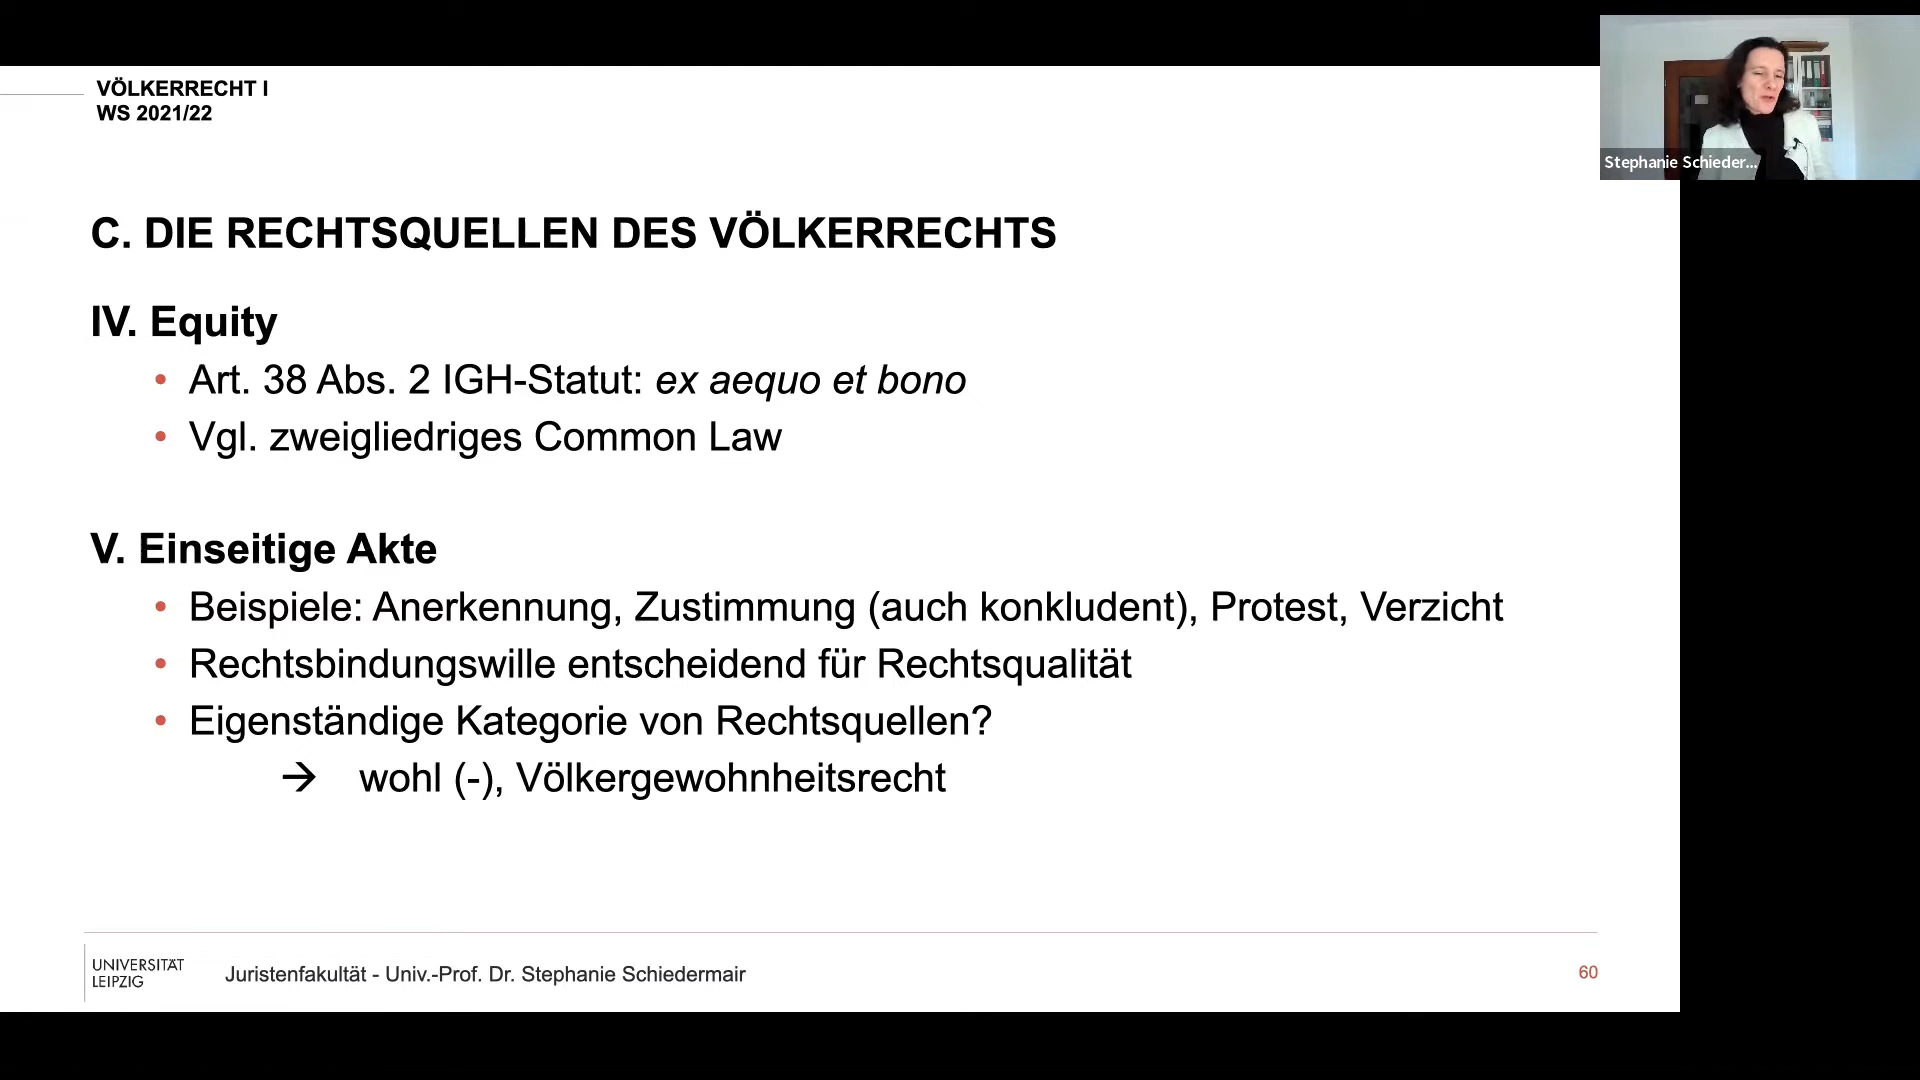 VÖLKERRECHT I
WS 2021/22
Stephanie Schieder...
C. DIE RECHTSQUELLEN DES VÖLKERRECHTS
IV. Equity
• Art. 38 Abs. 2 IGH-Statut: ex aequo et bono
• Vgl. zweigliedriges Common Law
V. Einseitige Akte
• Beispiele: Anerkennung, Zustimmung (auch konkludent), Protest, Verzicht
• Rechtsbindungswille entscheidend für Rechtsqualität
• Eigenständige Kategorie von Rechtsquellen?
→ wohl (-), Völkergewohnheitsrecht
UNIVERSITÄT
LEIPZIG
Juristenfakultät - Univ.-Prof. Dr. Stephanie Schiedermair
60